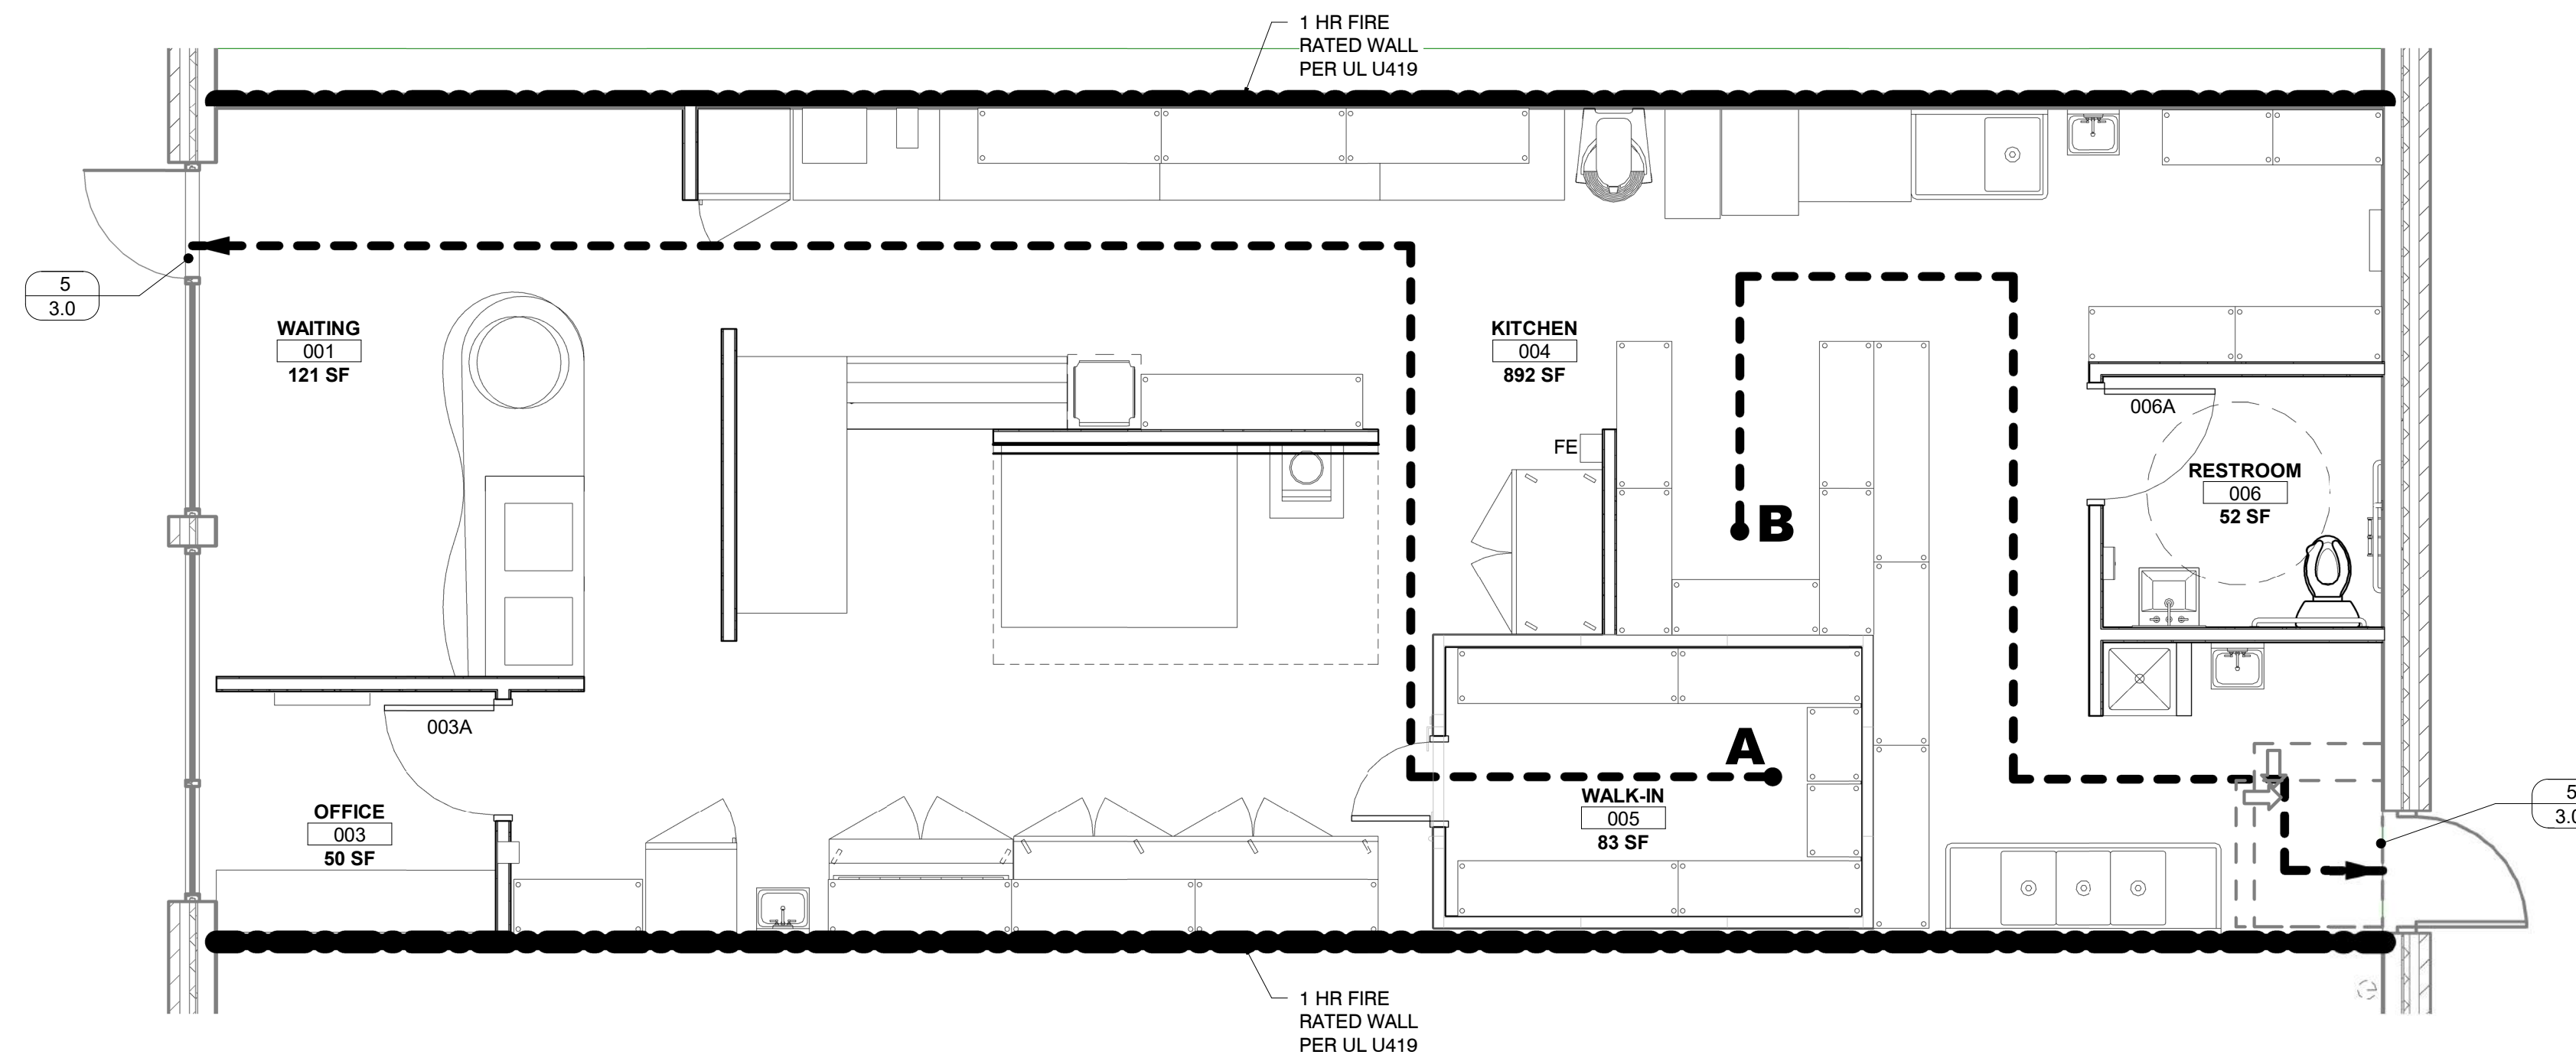 1 HR FIRE
RATED WALL
PER UL U419
5
3.0
WAITING
001
121 SF
KITCHEN
004
892 SF
006A
FE
RESTROOM
006
52 SF
B
003A
A
WALK-IN
005
83 SF
OFFICE
003
50 SF
5
3.0
1 HR FIRE
RATED WALL
PER UL U419
e